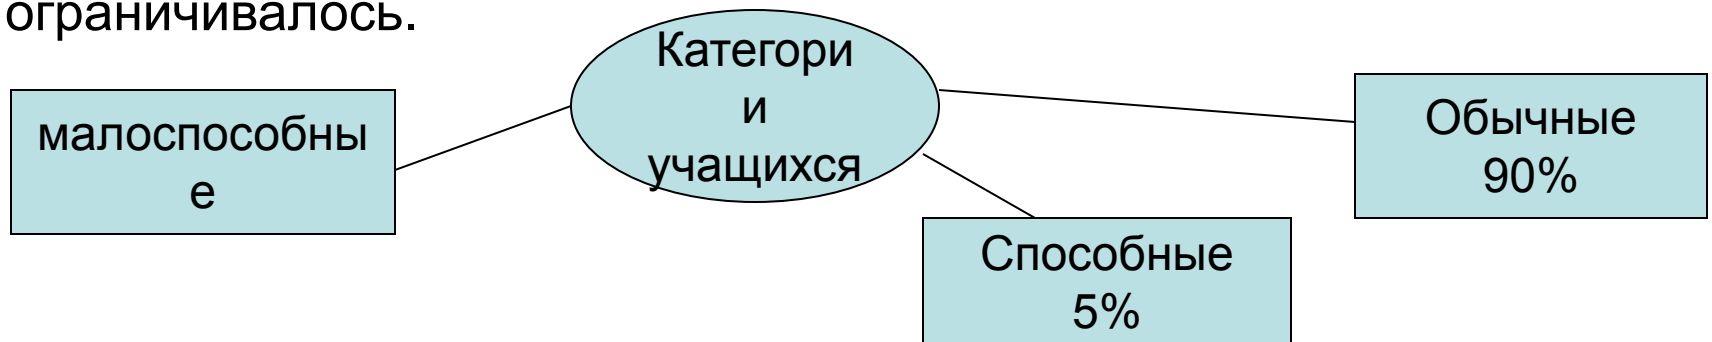 ограничивалось.
Категори
и
учащихся
малоспособны
е
Обычные
90%
Способные
5%